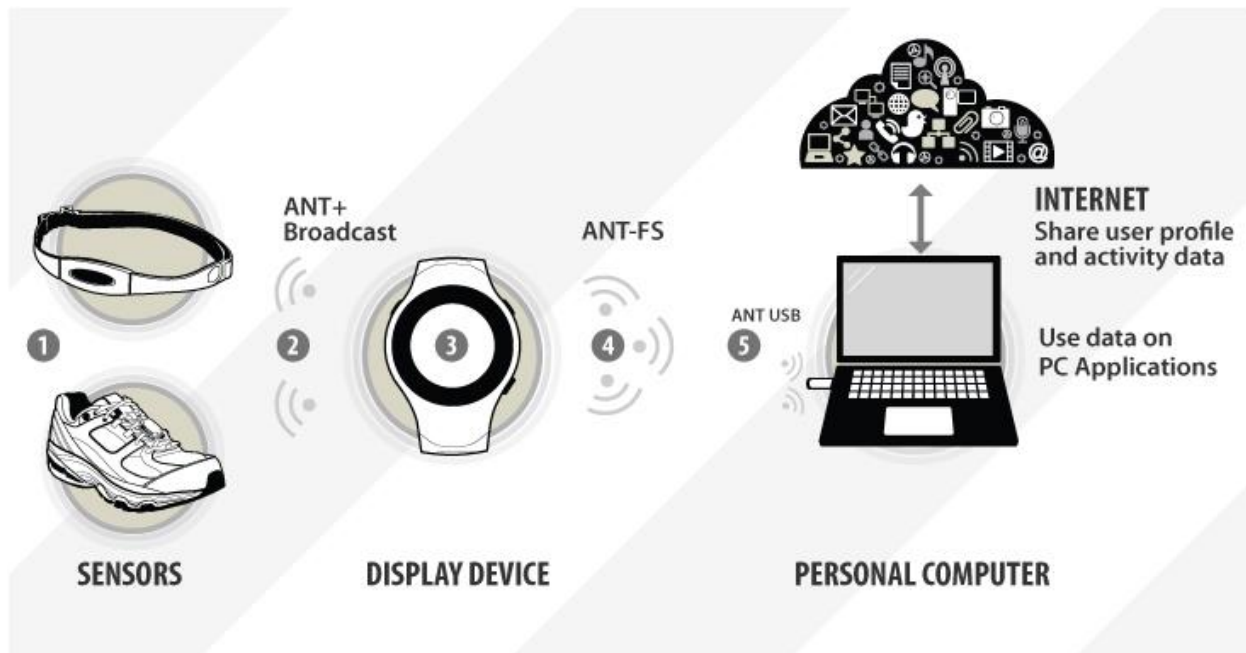 ANT+
Broadcast
ANT-FS
INTERNET
Share user profile
and activity data
ANT USB
1
2
3
4
5
Use data on
PC Applications
@
SENSORS
DISPLAY DEVICE
PERSONAL COMPUTER